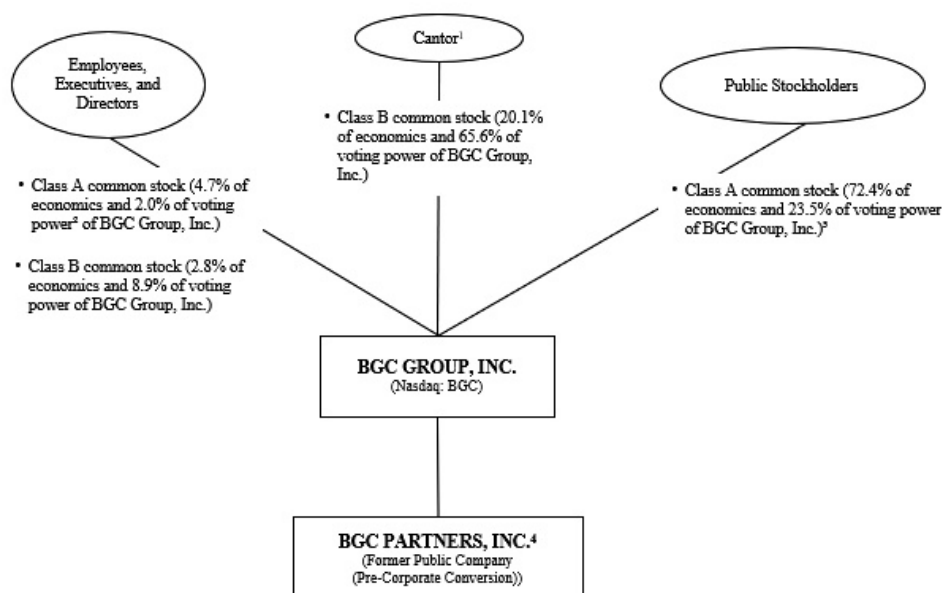 Cantor¹
Employees,
Executives, and
Directors
Public Stockholders
• Class B common stock (20.1%
of economics and 65.6% of
voting power of BGC Group,
Inc.)
• Class A common stock (4.7% of
economics and 2.0% of voting
power² of BGC Group, Inc.)
• Class B common stock (2.8% of
economics and 8.9% of voting
power of BGC Group, Inc.)
• Class A common stock (72.4% of
economics and 23.5% of voting power
of BGC Group, Inc.)³
BGC GROUP, INC.
(Nasdaq: BGC)
BGC PARTNERS, INC.⁴
(Former Public Company
(Pre-Corporate Conversion))